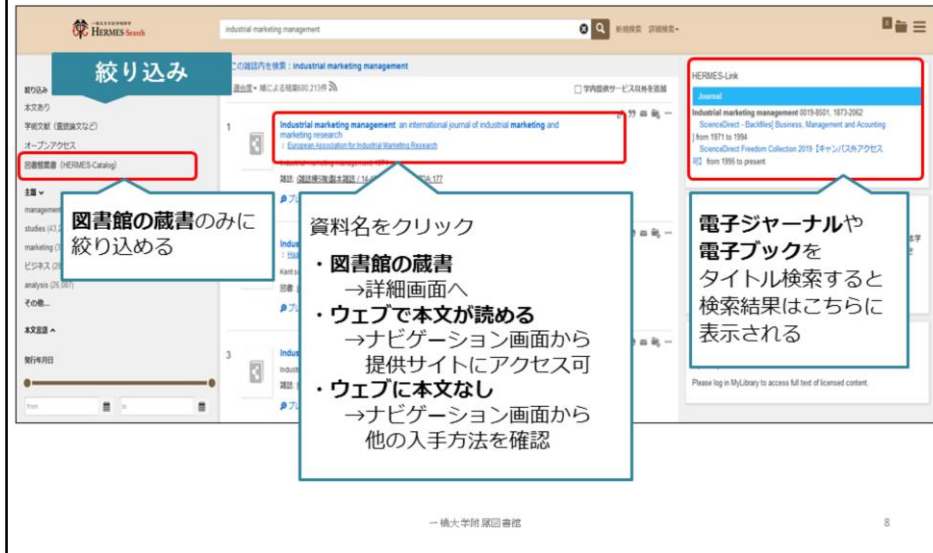 HERMES-Search
industrial marketing management
新規検索 詳細検索
この雑誌内を検索 : industrial marketing management
絞り込み
絞り込み
本文あり
学術文献 (査読論文など)
オープンアクセス
図書館蔵書 (HERMES-Catalog)
主題
management
studies
marketing
ビジネス
analysis (26,987)
その他...
本文言語
発行年月日
from
to
図書館の蔵書のみに
絞り込める
学内提供サービス以外を追加
1
Industrial marketing management: an international journal of industrial marketing and
marketing research
: European Association for Industrial Marketing Research
3
資料名をクリック
・図書館の蔵書
→詳細画面へ
・ウェブで本文が読める
→ナビゲーション画面から
提供サイトにアクセス可
・ウェブに本文なし
→ナビゲーション画面から
他の入手方法を確認
HERMES-Link
Journal
Industrial marketing management 0019-8501, 1873-2062
ScienceDirect - Backfiles[ Business, Management and Acounting
] from 1971 to 1994
ScienceDirect Freedom Collection 2019【キャンパス外アクセス
可】 from 1995 to present
電子ジャーナルや
電子ブックを
タイトル検索すると
検索結果はこちらに
表示される
Please log in MyLibrary to access full text of licensed content.
一橋大学附属図書館
8